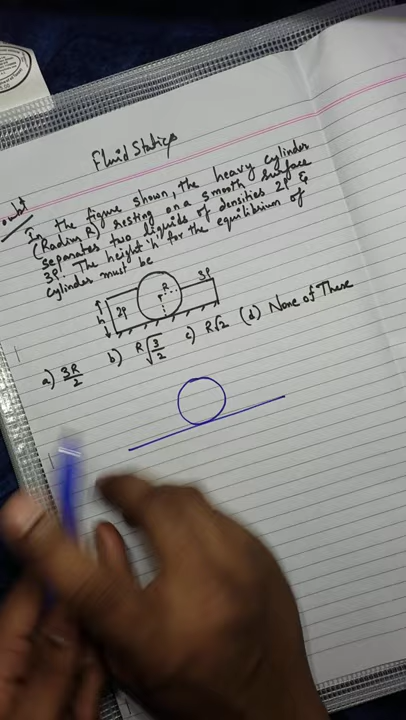 Fluid Statics
Doubt
In the figure shown, the heavy cylinder
(Radius R) resting on a smooth surface
separates two liquids of densities 2ρ &
3ρ. The height 'h' for the equilibrium of
cylinder must be
h 2ρ R 3ρ
a) 3R/2 b) R√(3/2) c) R√2 (d) None of These